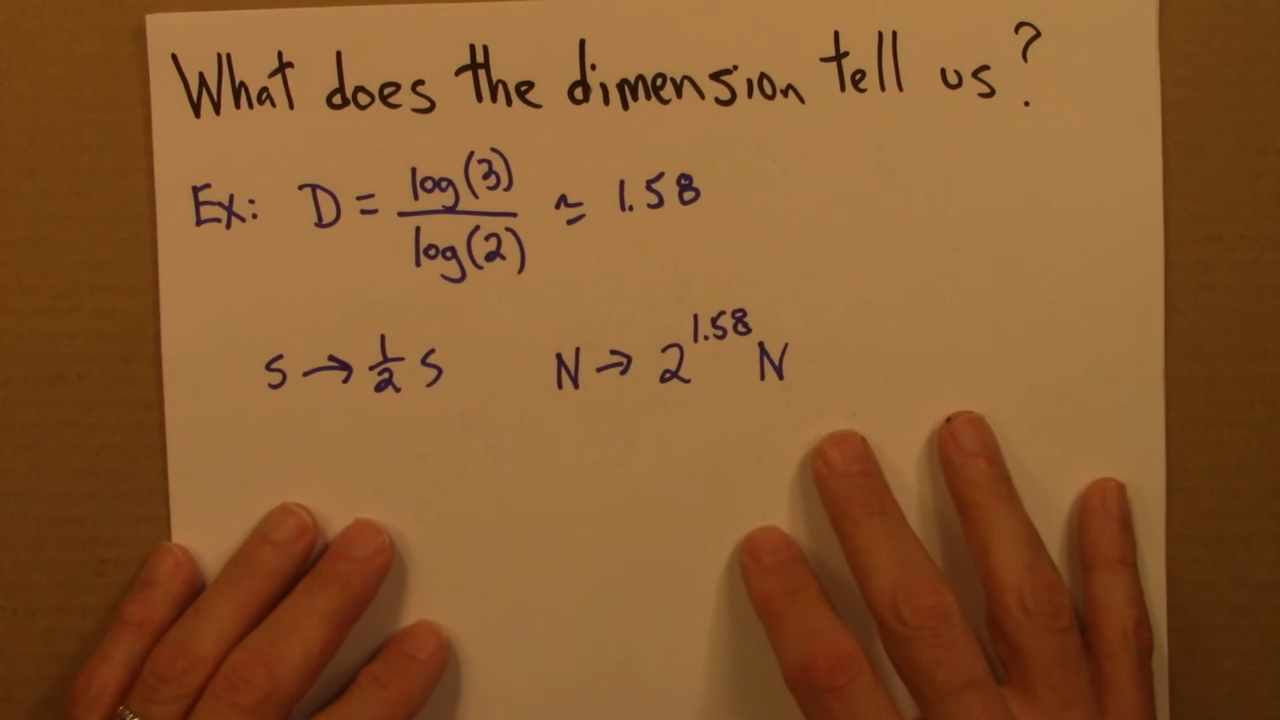 What does the dimension tell us?
Ex: D = log(3) / log(2) ≃ 1.58
S → 1/2 S N → 2^1.58 N